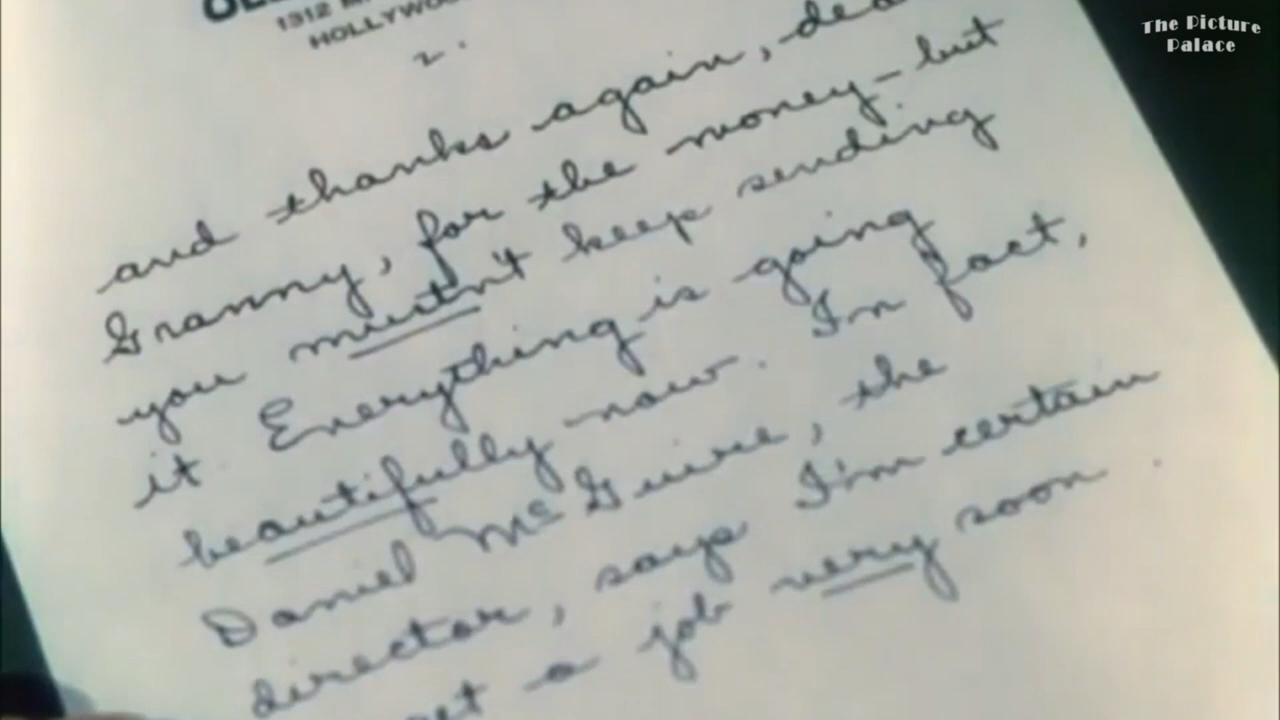 The Picture
Palace
1312
HOLLYWOO
2.
and thanks again, dea
Granny, for the money – but
you mustn't keep sending
it. Everything is going
beautifully now. In fact,
Daniel McGuire, the
director, says I'm certain
a job very soon.